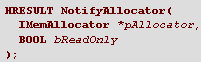 HRESULT NotifyAllocator(
IMemAllocator *pAllocator,
BOOL bReadOnly
);